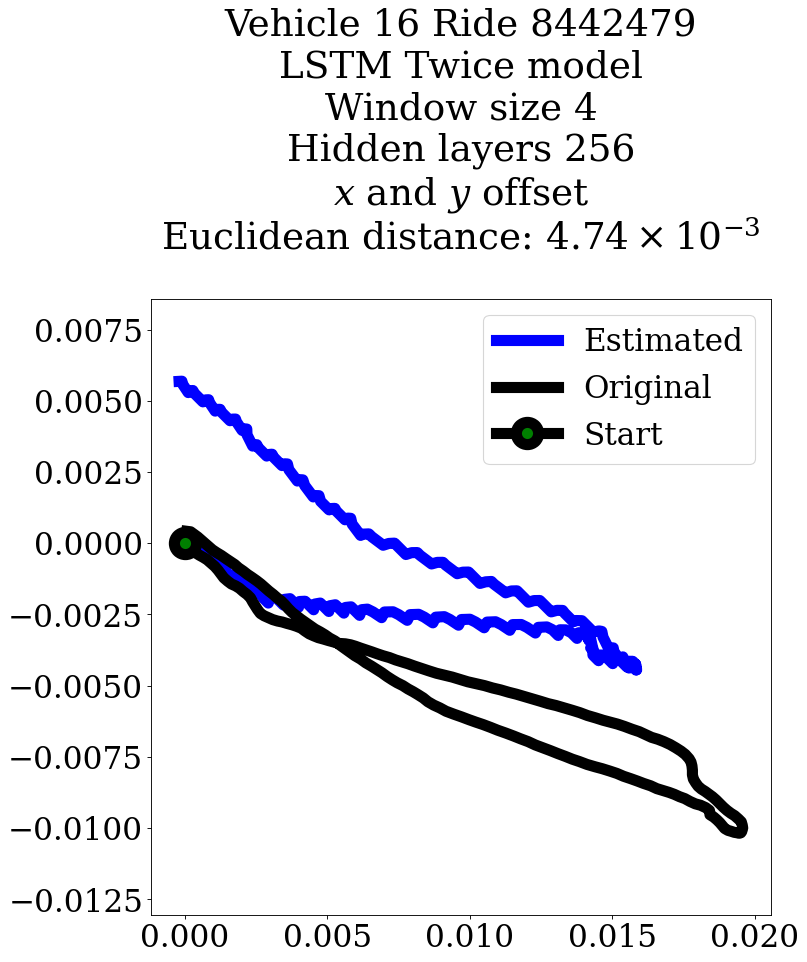 Vehicle 16 Ride 8442479
LSTM Twice model
Window size 4
Hidden layers 256
x and y offset
Euclidean distance: 4.74 × 10⁻³
Estimated
Original
Start
0.0075
0.0050
0.0025
0.0000
−0.0025
−0.0050
−0.0075
−0.0100
−0.0125
0.000 0.005 0.010 0.015 0.020